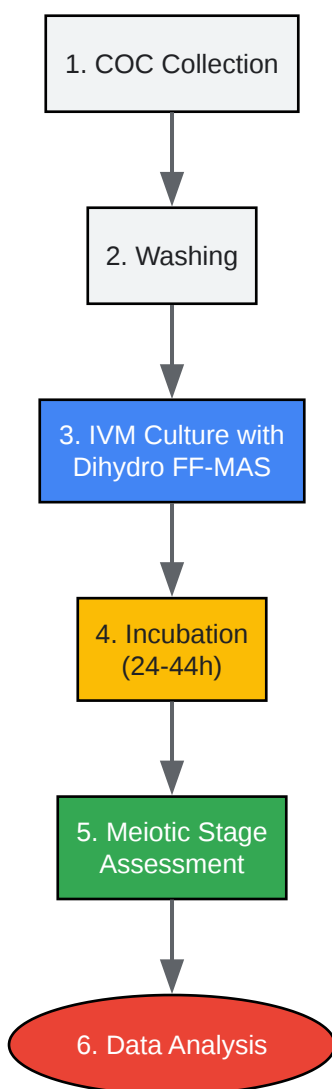 1. COC Collection
2. Washing
3. IVM Culture with
Dihydro FF-MAS
4. Incubation
(24-44h)
5. Meiotic Stage
Assessment
6. Data Analysis